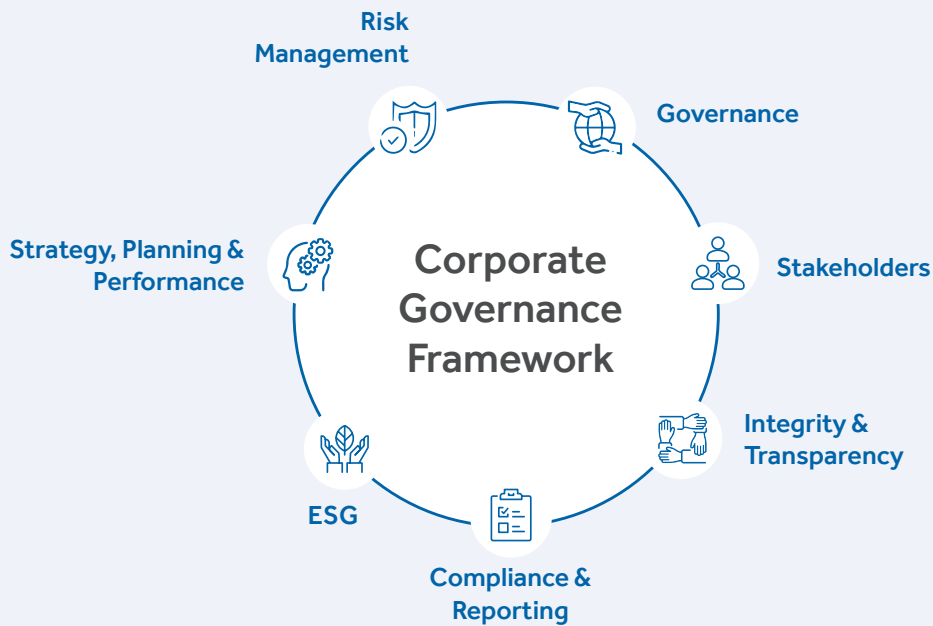 Risk
Management
Governance
Strategy, Planning &
Performance
Corporate
Governance
Framework
Stakeholders
Integrity &
Transparency
ESG
Compliance &
Reporting